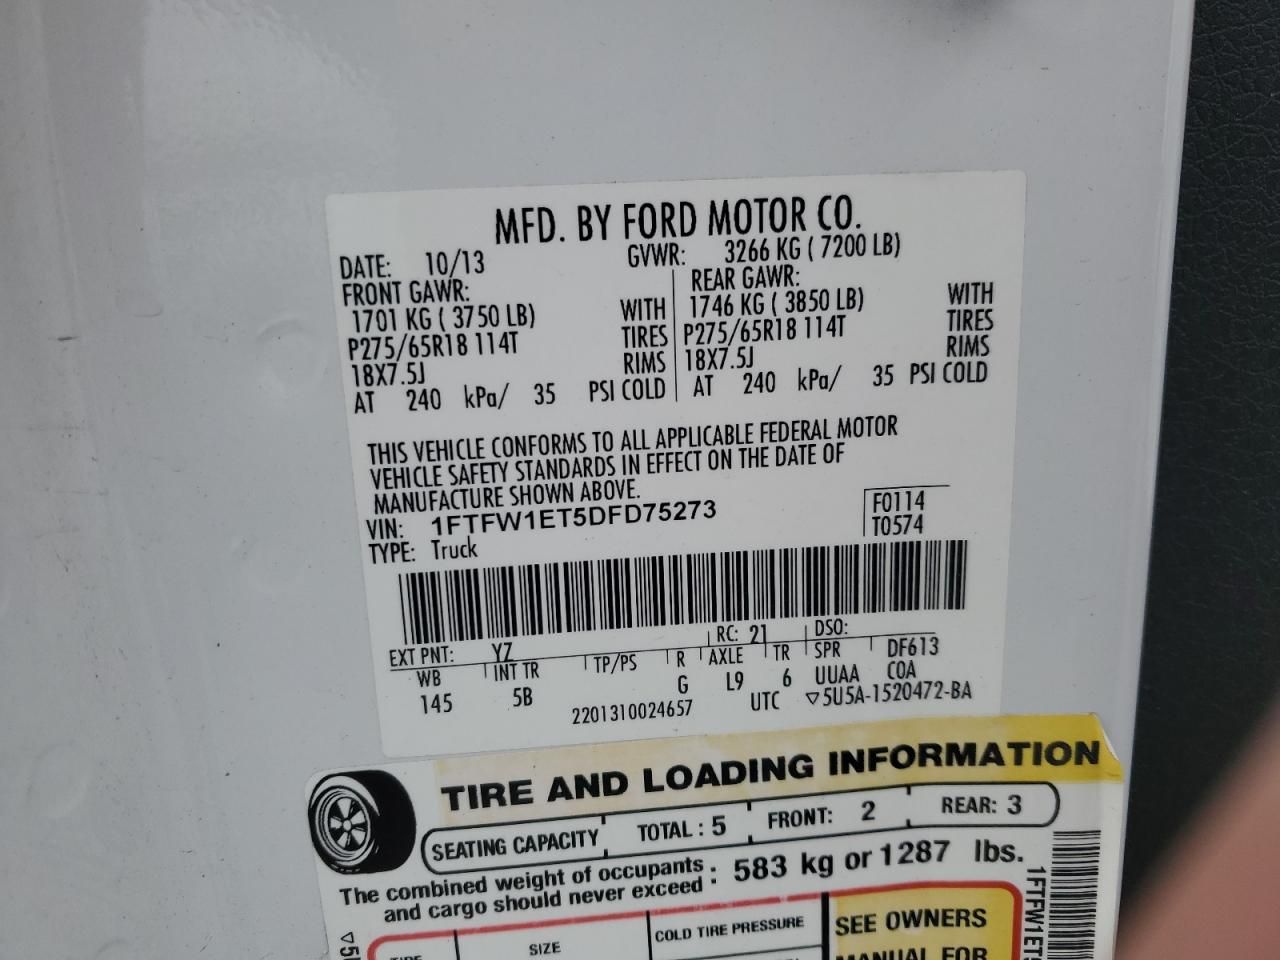 MFD. BY FORD MOTOR CO.
DATE: 10/13 GVWR: 3266 KG ( 7200 LB)
FRONT GAWR: REAR GAWR:
1701 KG ( 3750 LB) WITH 1746 KG ( 3850 LB) WITH
P275/65R18 114T TIRES P275/65R18 114T TIRES
18X7.5J RIMS 18X7.5J RIMS
AT 240 kPa/ 35 PSI COLD AT 240 kPa/ 35 PSI COLD
THIS VEHICLE CONFORMS TO ALL APPLICABLE FEDERAL MOTOR
VEHICLE SAFETY STANDARDS IN EFFECT ON THE DATE OF
MANUFACTURE SHOWN ABOVE.
VIN: 1FTFW1ET5DFD75273 F0114
TYPE: Truck T0574
EXT PNT: YZ RC: 21 DSO:
WB INT TR TP/PS R AXLE TR SPR DF613
145 5B G L9 6 UUAA COA
2201310024657 UTC ▽5U5A-1520472-BA
TIRE AND LOADING INFORMATION
SEATING CAPACITY TOTAL : 5 FRONT: 2 REAR: 3
The combined weight of occupants
and cargo should never exceed : 583 kg or 1287 lbs.
SIZE COLD TIRE PRESSURE SEE OWNERS
MANUAL FOR
1FTFW1ET5